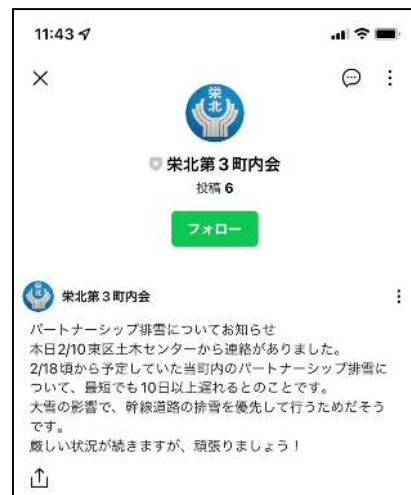 11:43
栄北
栄北第3町内会
投稿 6
フォロー
栄北
栄北第3町内会
パートナーシップ排雪についてお知らせ
本日2/10東区土木センターから連絡がありました。
2/18頃から予定していた当町内のパートナーシップ排雪に
ついて、最短でも10日以上遅れるとのことです。
大雪の影響で、幹線道路の排雪を優先して行うためだそう
です。
厳しい状況が続きますが、頑張りましょう！